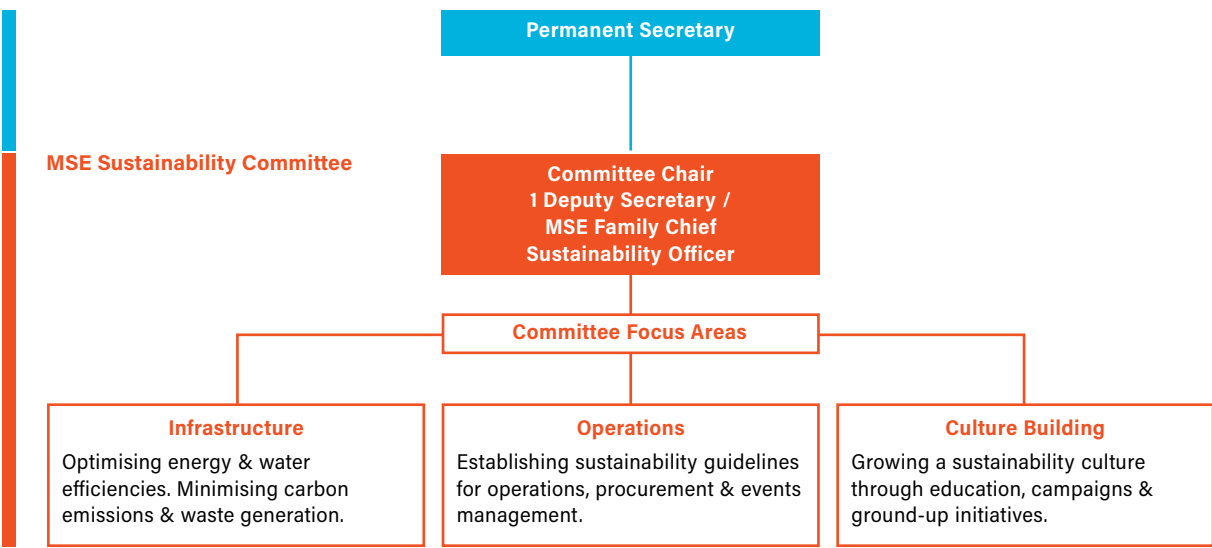 Permanent Secretary
MSE Sustainability Committee
Committee Chair
1 Deputy Secretary /
MSE Family Chief
Sustainability Officer
Committee Focus Areas
Infrastructure
Optimising energy & water
efficiencies. Minimising carbon
emissions & waste generation.
Operations
Establishing sustainability guidelines
for operations, procurement & events
management.
Culture Building
Growing a sustainability culture
through education, campaigns &
ground-up initiatives.